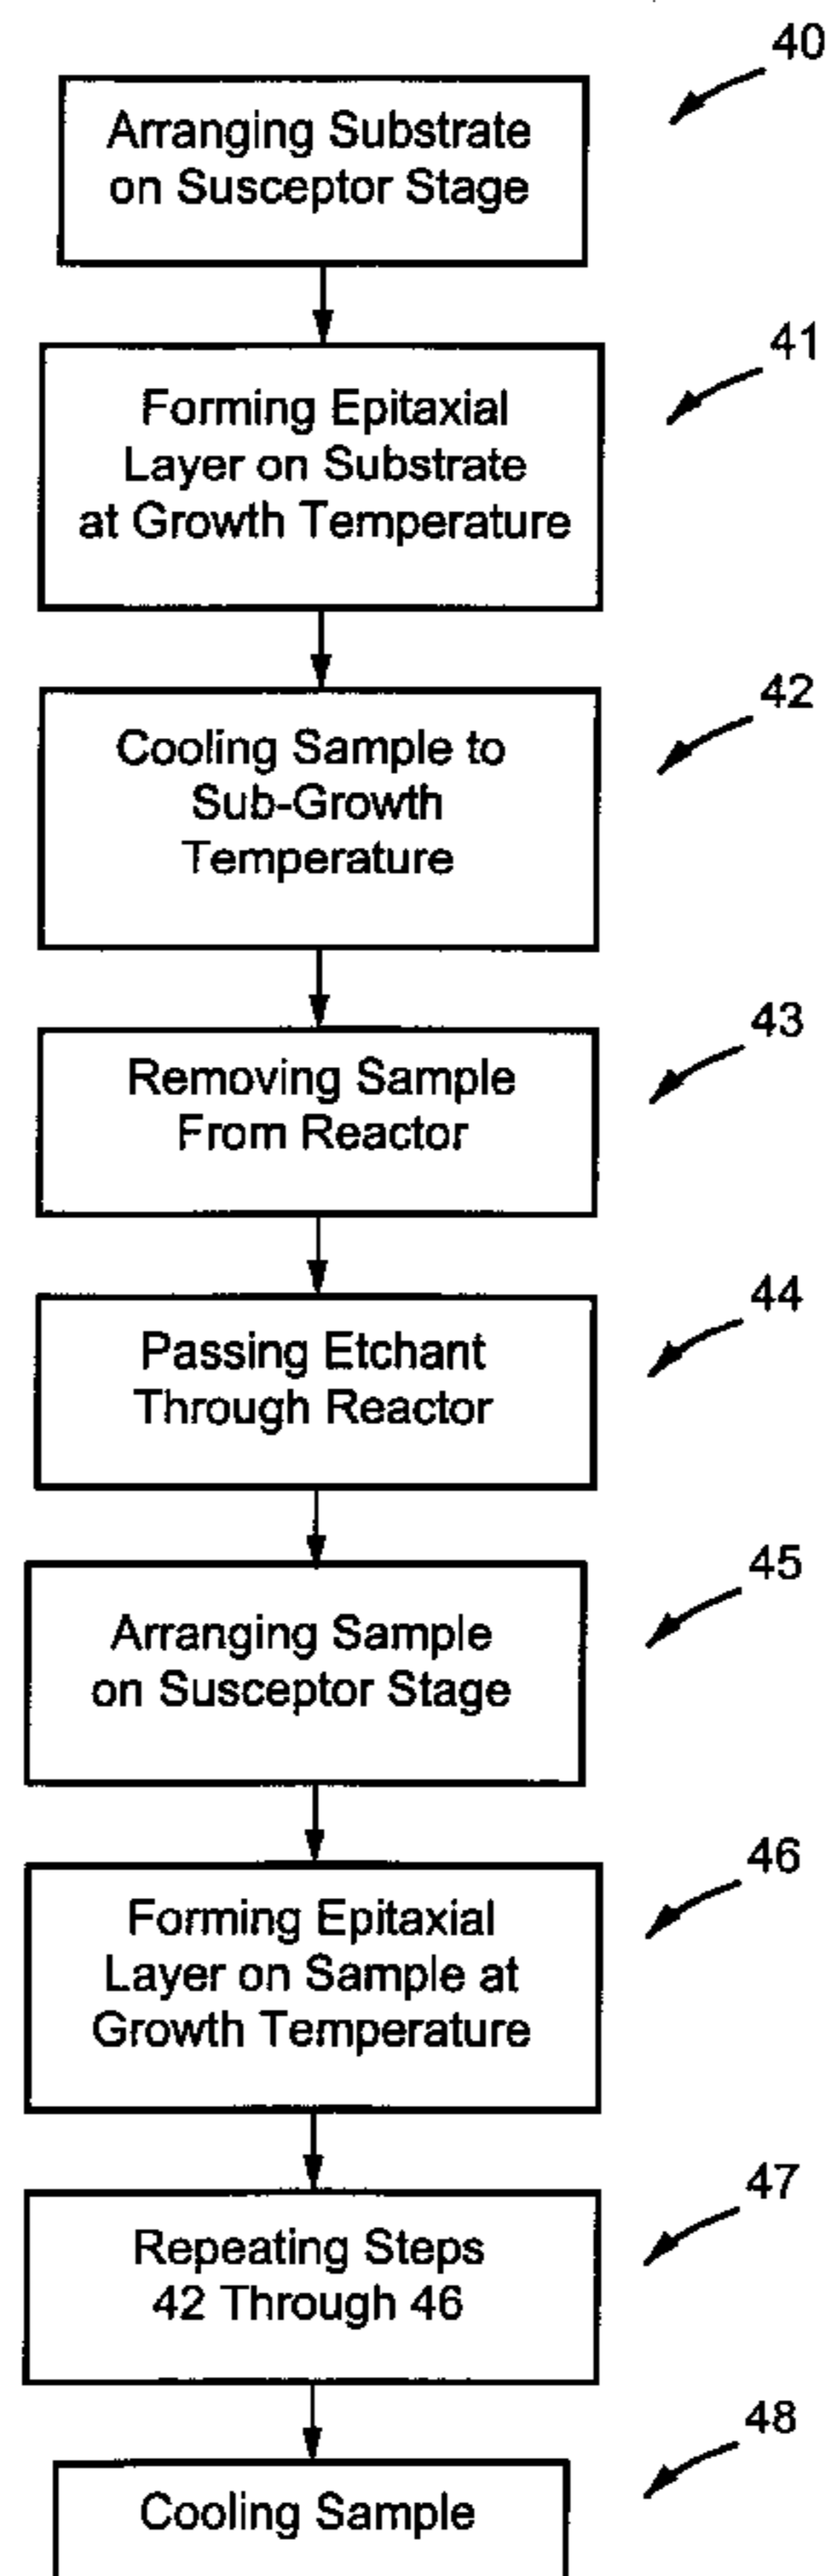 40
Arranging Substrate
on Susceptor Stage
41
Forming Epitaxial
Layer on Substrate
at Growth Temperature
42
Cooling Sample to
Sub-Growth
Temperature
43
Removing Sample
From Reactor
44
Passing Etchant
Through Reactor
45
Arranging Sample
on Susceptor Stage
46
Forming Epitaxial
Layer on Sample at
Growth Temperature
47
Repeating Steps
42 Through 46
48
Cooling Sample